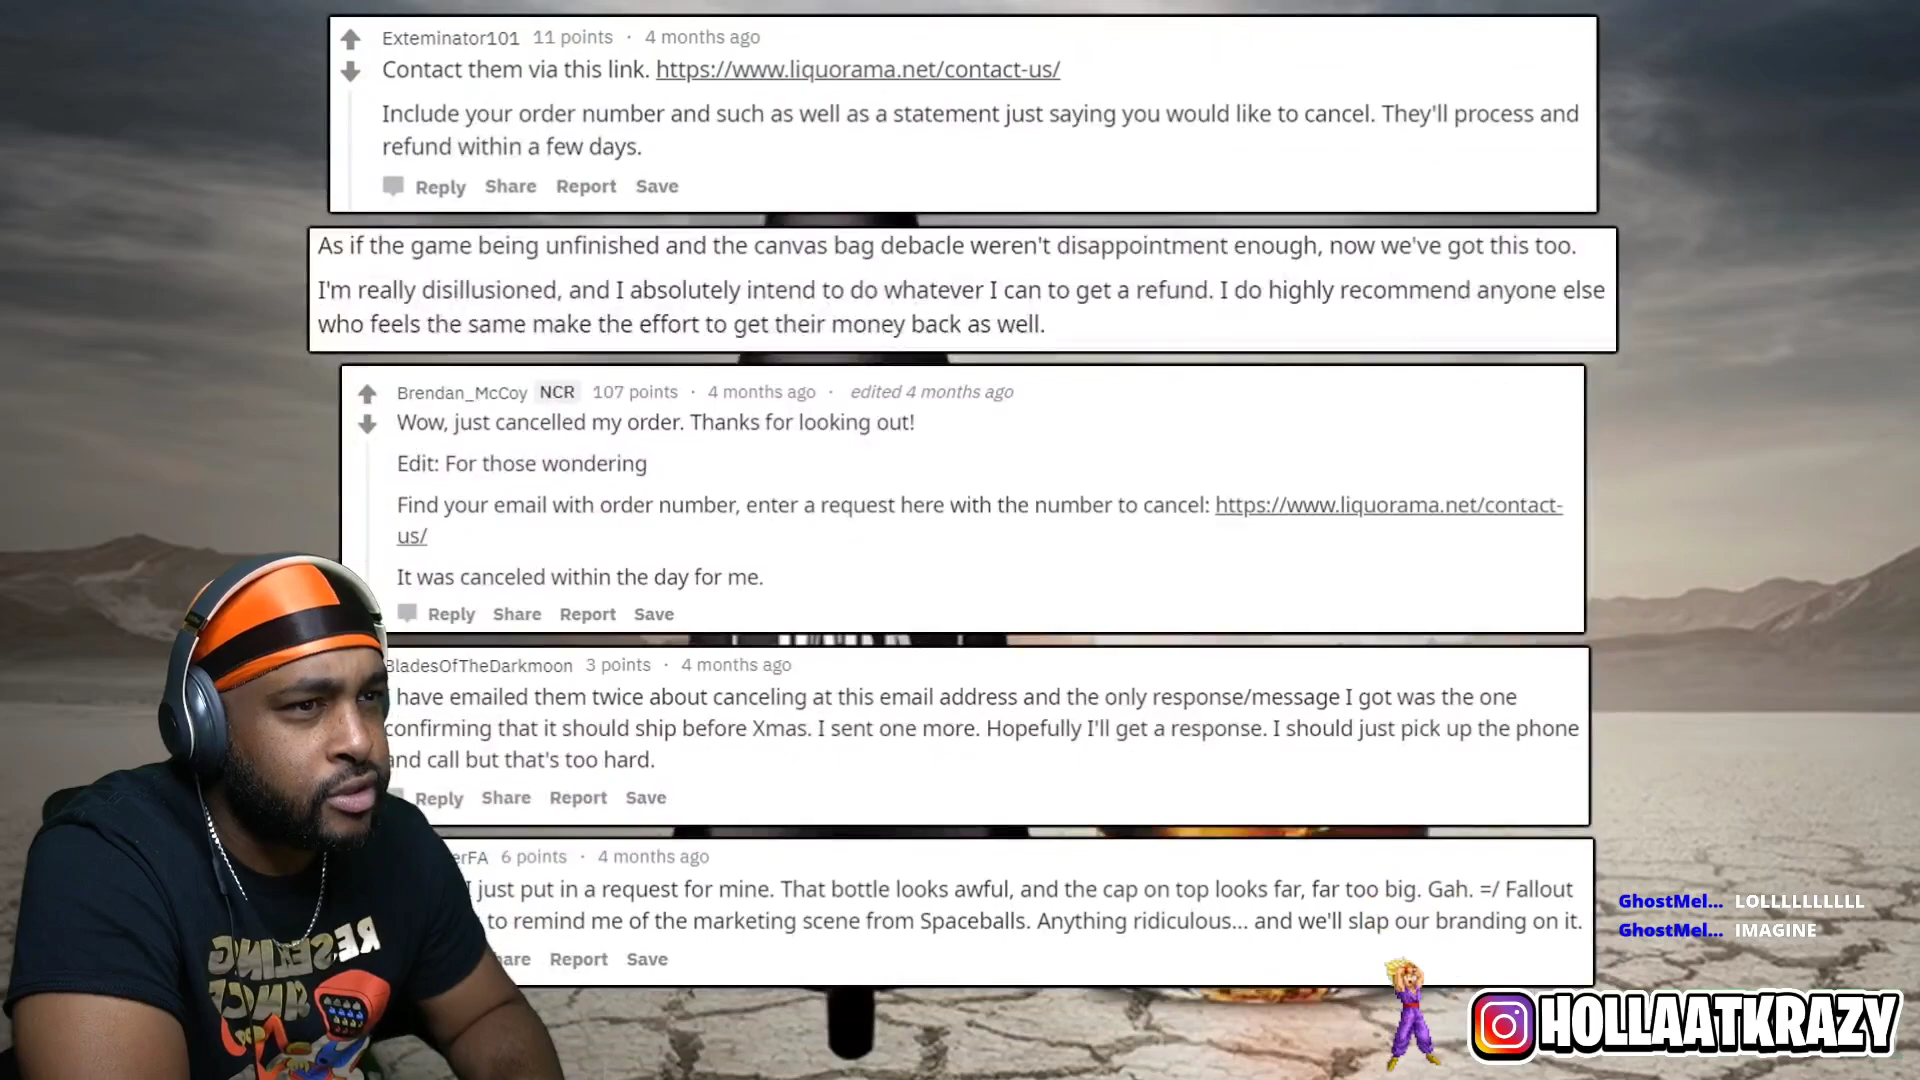 Exteminator101 11 points · 4 months ago
Contact them via this link. https://www.liquorama.net/contact-us/
Include your order number and such as well as a statement just saying you would like to cancel. They'll process and
refund within a few days.
Reply Share Report Save
As if the game being unfinished and the canvas bag debacle weren't disappointment enough, now we've got this too.
I'm really disillusioned, and I absolutely intend to do whatever I can to get a refund. I do highly recommend anyone else
who feels the same make the effort to get their money back as well.
Brendan_McCoy NCR 107 points · 4 months ago · edited 4 months ago
Wow, just cancelled my order. Thanks for looking out!
Edit: For those wondering
Find your email with order number, enter a request here with the number to cancel: https://www.liquorama.net/contact-
us/
It was canceled within the day for me.
Reply Share Report Save
BladesOfTheDarkmoon 3 points · 4 months ago
have emailed them twice about canceling at this email address and the only response/message I got was the one
confirming that it should ship before Xmas. I sent one more. Hopefully I'll get a response. I should just pick up the phone
and call but that's too hard.
Reply Share Report Save
erFA 6 points · 4 months ago
I just put in a request for mine. That bottle looks awful, and the cap on top looks far, far too big. Gah. =/ Fallout
to remind me of the marketing scene from Spaceballs. Anything ridiculous... and we'll slap our branding on it.
hare Report Save
GhostMel... LOLLLLLLLLL
GhostMel... IMAGINE
RESELLING
SINCE
HOLLAATKRAZY